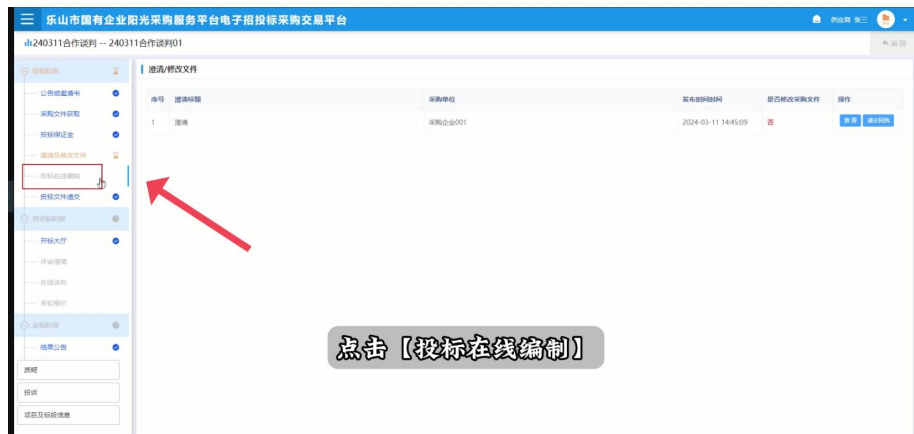 乐山市国有企业阳光采购服务平台电子招投标采购交易平台
供应商 张三
240311合作谈判 -- 240311合作谈判01
投标阶段
澄清/修改文件
公告或邀请书
采购文件获取
投标保证金
澄清及修改文件
投标在线编制
投标文件递交
序号 澄清标题 采购单位 发布时间时间 是否修改采购文件 操作
1 澄清 采购企业001 2024-03-11 14:45:09 否 查看 递交回执
开评标阶段
开标大厅
评审澄清
在线谈判
多轮报价
定标阶段
结果公告
点击【投标在线编制】
质疑
投诉
项目及标段信息